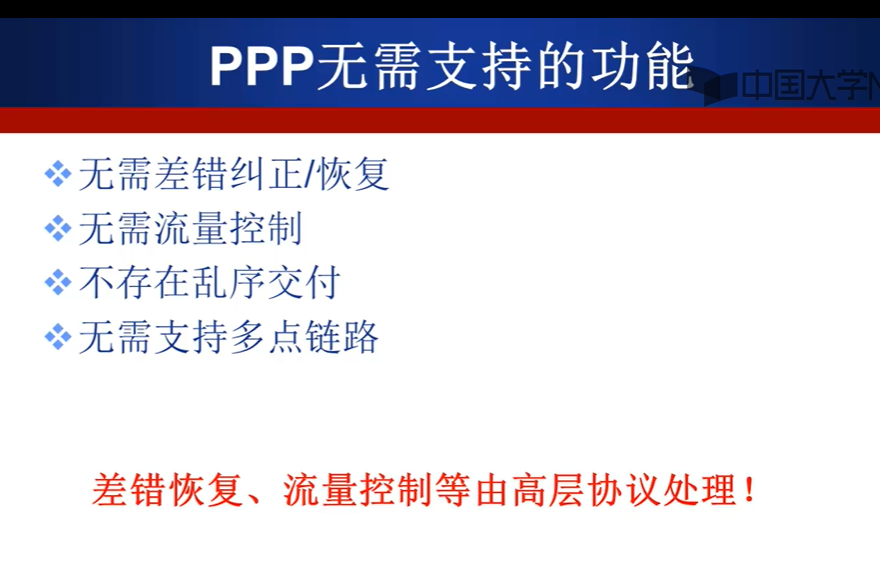 PPP无需支持的功能
中国大学M
无需差错纠正/恢复
无需流量控制
不存在乱序交付
无需支持多点链路
差错恢复、流量控制等由高层协议处理！